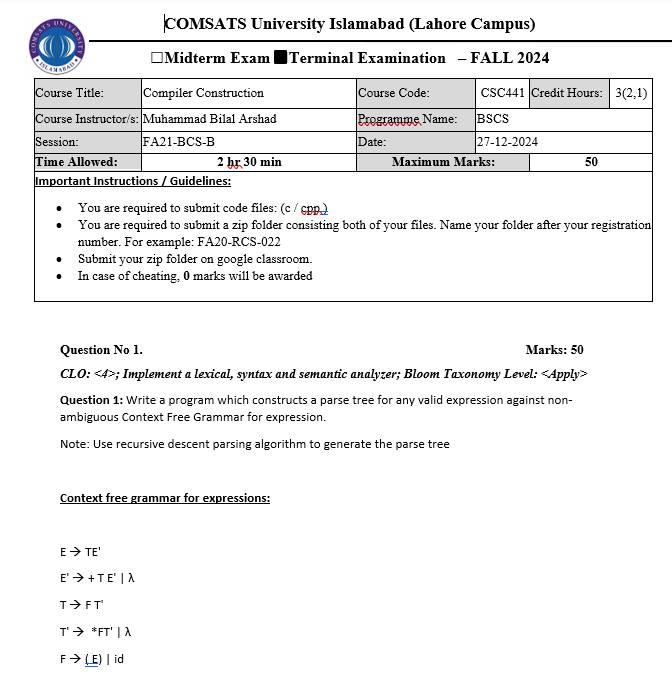 COMSATS University Islamabad (Lahore Campus)
☐Midterm Exam ■Terminal Examination – FALL 2024
COMSATS UNIVERSITY
ISLAMABAD
Course Title: Compiler Construction Course Code: CSC441 Credit Hours: 3(2,1)
Course Instructor/s: Muhammad Bilal Arshad Programme Name: BSCS
Session: FA21-BCS-B Date: 27-12-2024
Time Allowed: 2 hr 30 min Maximum Marks: 50
Important Instructions / Guidelines:
• You are required to submit code files: (c / cpp.)
• You are required to submit a zip folder consisting both of your files. Name your folder after your registration
number. For example: FA20-RCS-022
• Submit your zip folder on google classroom.
• In case of cheating, 0 marks will be awarded
Question No 1. Marks: 50
CLO: <4>; Implement a lexical, syntax and semantic analyzer; Bloom Taxonomy Level: <Apply>
Question 1: Write a program which constructs a parse tree for any valid expression against non-
ambiguous Context Free Grammar for expression.
Note: Use recursive descent parsing algorithm to generate the parse tree
Context free grammar for expressions:
E → TE'
E' → + T E' | λ
T → F T'
T' → *FT' | λ
F → ( E) | id